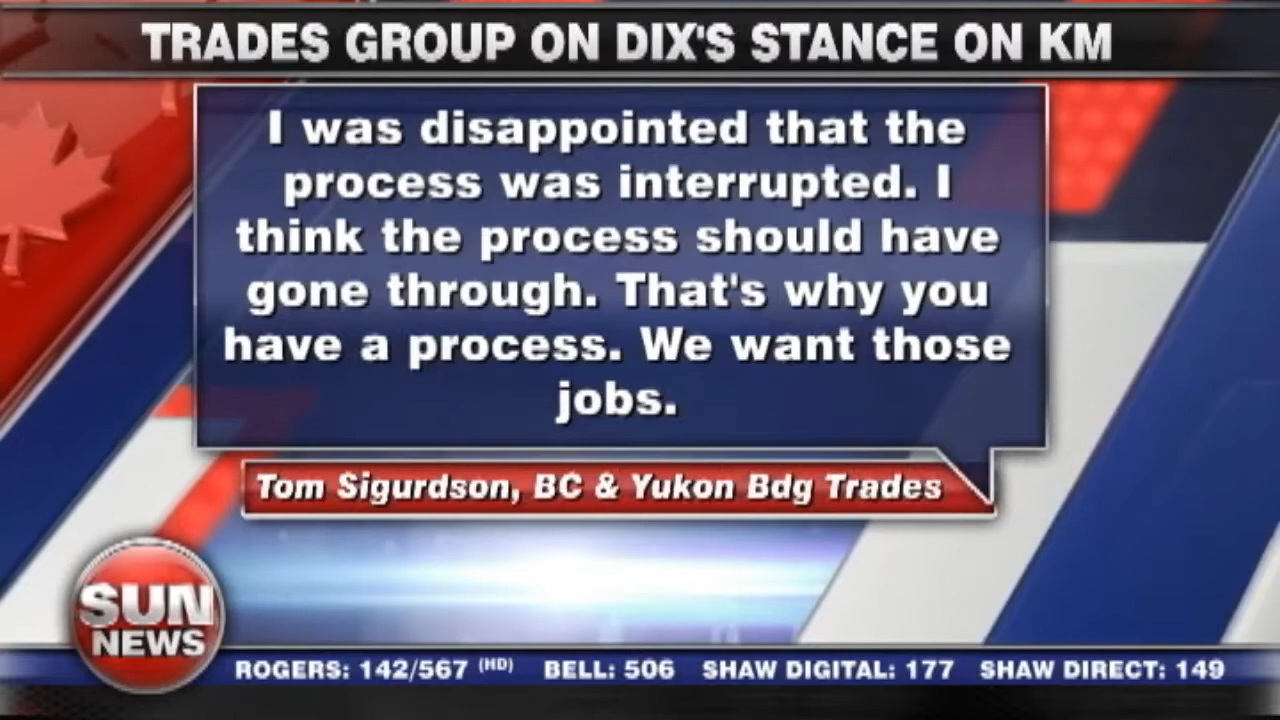 TRADES GROUP ON DIX'S STANCE ON KM
I was disappointed that the
process was interrupted. I
think the process should have
gone through. That's why you
have a process. We want those
jobs.
Tom Sigurdson, BC & Yukon Bdg Trades
SUN
NEWS
ROGERS: 142/567 (HD) BELL: 506 SHAW DIGITAL: 177 SHAW DIRECT: 149